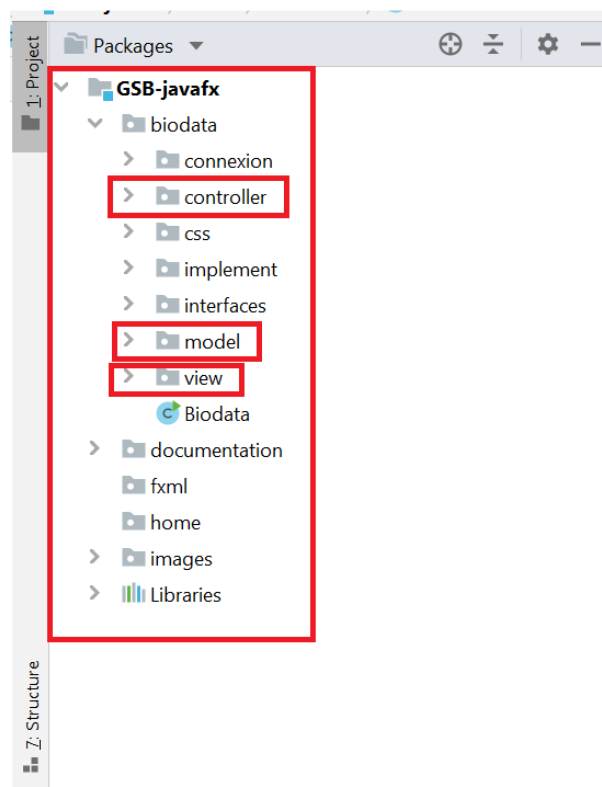 Packages
1: Project
GSB-javafx
biodata
connexion
controller
css
implement
interfaces
model
view
C Biodata
documentation
fxml
home
images
Libraries
7: Structure